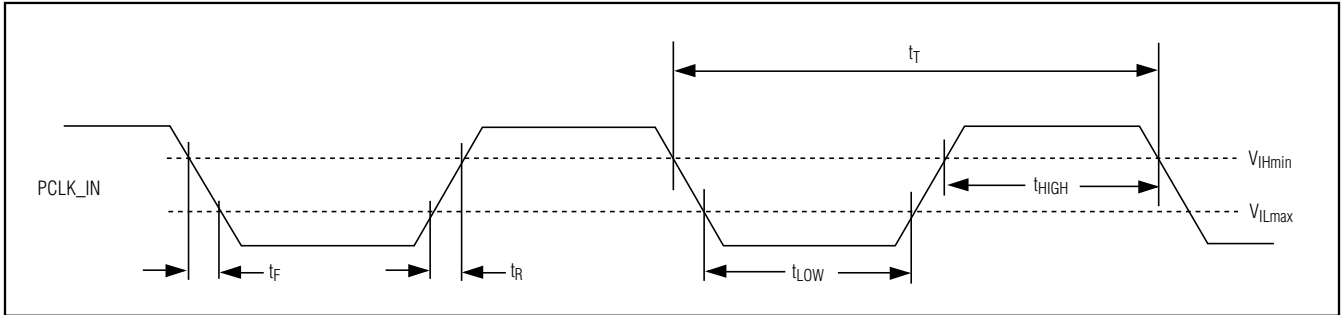 tT
VIHmin
PCLK_IN
tHIGH
VILmax
tF
tR
tLOW